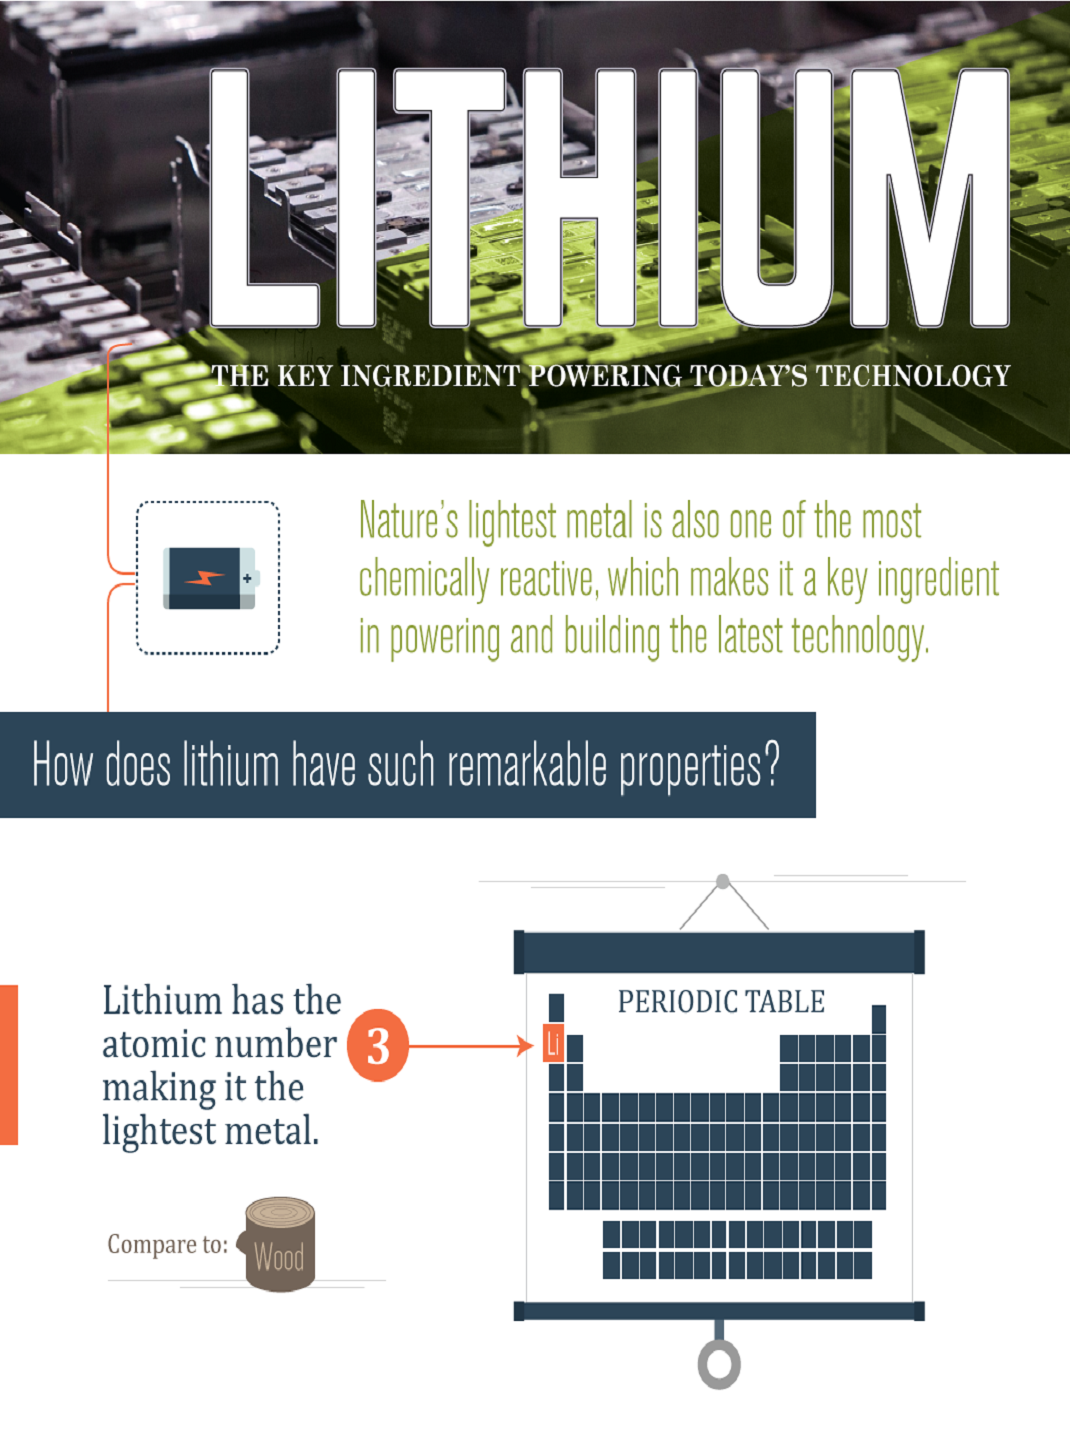 LITHIUM
THE KEY INGREDIENT POWERING TODAY'S TECHNOLOGY
Nature's lightest metal is also one of the most
chemically reactive, which makes it a key ingredient
in powering and building the latest technology.
How does lithium have such remarkable properties?
Lithium has the
atomic number 3
making it the
lightest metal.
Compare to: Wood
PERIODIC TABLE
Li